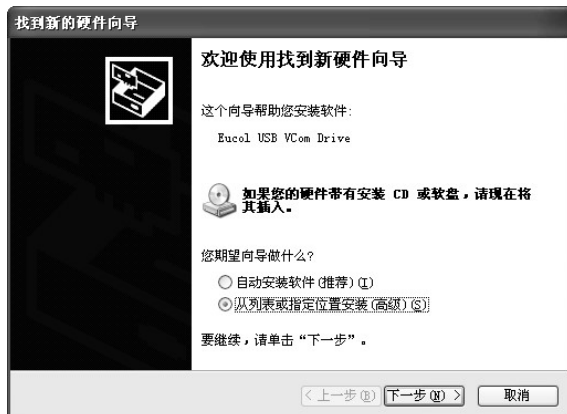 找到新的硬件向导
欢迎使用找到新硬件向导
这个向导帮助您安装软件:
Eucol USB VCom Drive
如果您的硬件带有安装 CD 或软盘，请现在将
其插入。
您期望向导做什么?
自动安装软件(推荐)(I)
从列表或指定位置安装(高级)(S)
要继续，请单击“下一步”。
<上一步(B) 下一步(N) > 取消